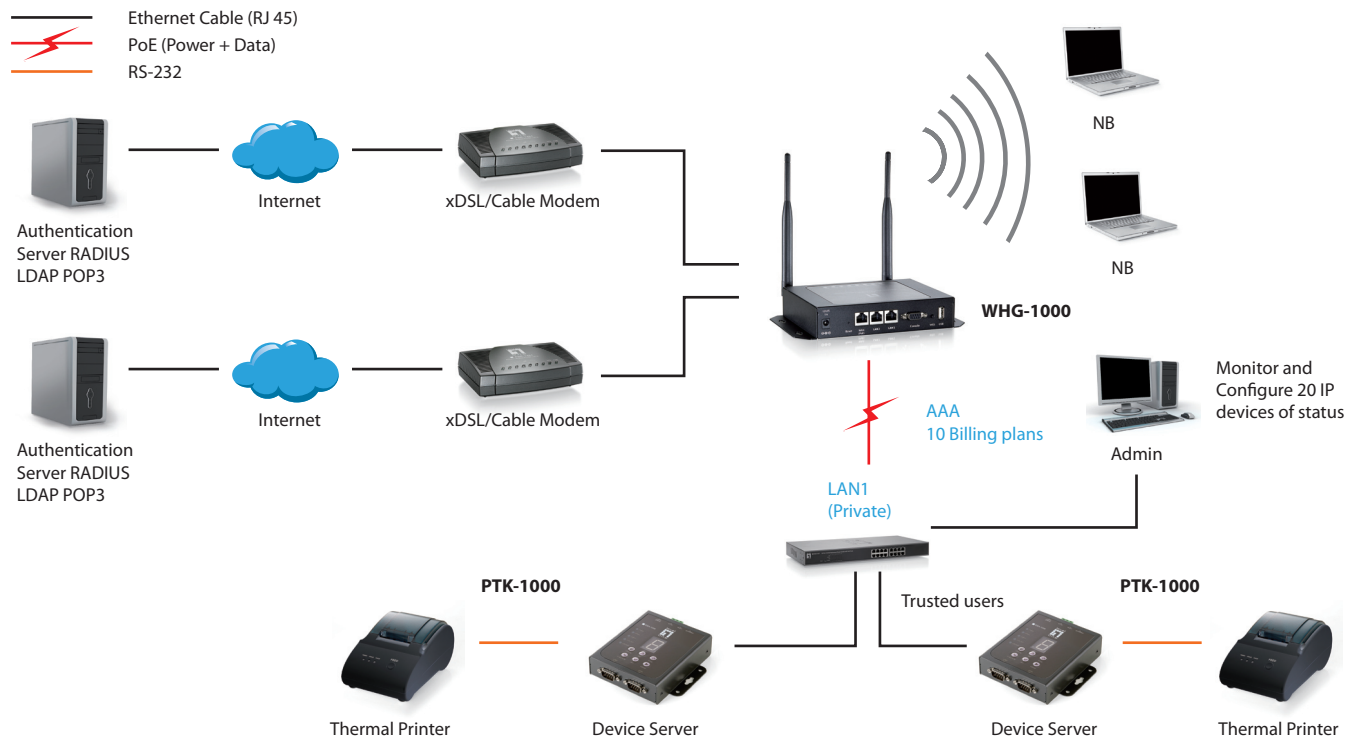 Ethernet Cable (RJ 45)
PoE (Power + Data)
RS-232
Authentication
Server RADIUS
LDAP POP3
Internet
xDSL/Cable Modem
NB
NB
WHG-1000
Authentication
Server RADIUS
LDAP POP3
Internet
xDSL/Cable Modem
AAA
10 Billing plans
Monitor and
Configure 20 IP
devices of status
Admin
LAN1
(Private)
PTK-1000
Trusted users
PTK-1000
Thermal Printer
Device Server
Device Server
Thermal Printer